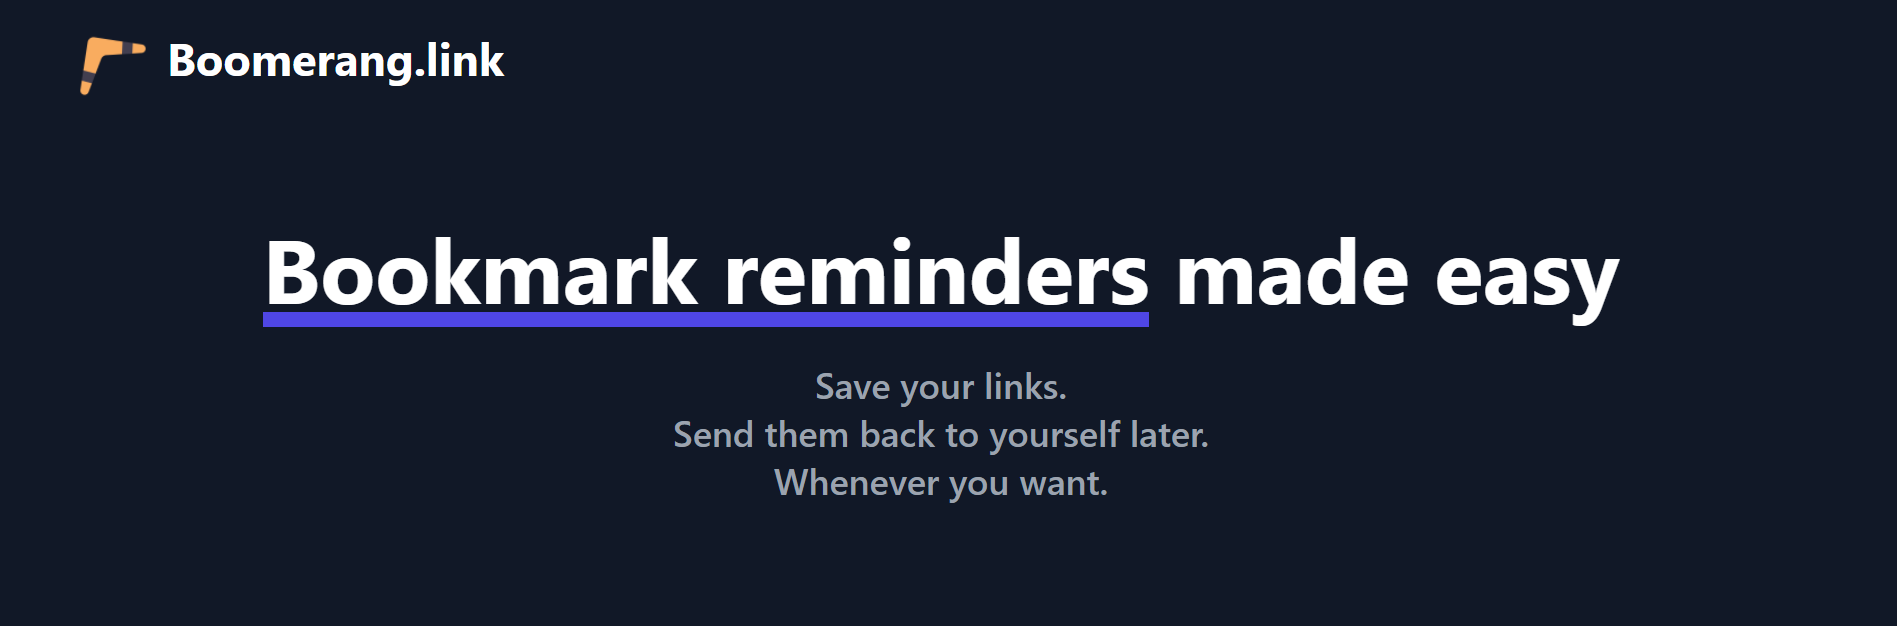 Boomerang.link
Bookmark reminders made easy
Save your links.
Send them back to yourself later.
Whenever you want.